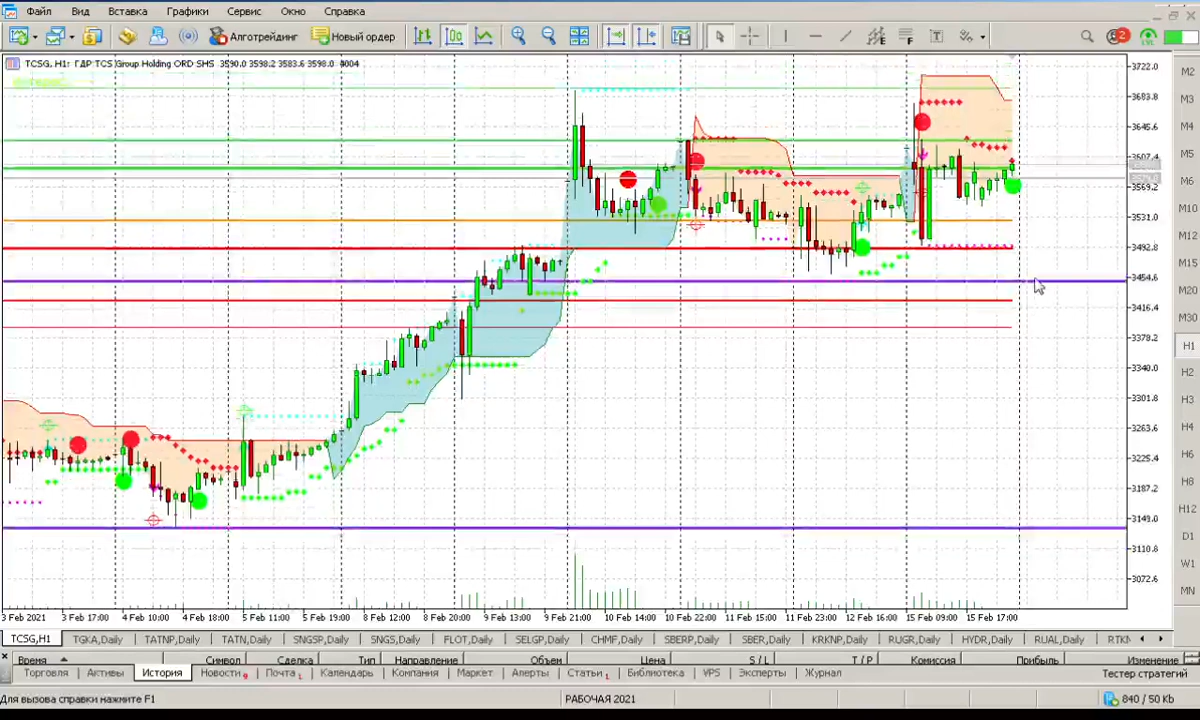 Файл Вид Вставка Графики Сервис Окно Справка
Алготрейдинг Новый ордер 2
TCSG, H1: ГДР TCS Group Holding ORD SHS 3590.0 3598.2 3583.6 3598.0 4004
3722.0
3683.8
3645.6
3607.4
3569.2
3531.0
3492.8
3454.6
3416.4
3378.2
3340.0
3301.8
3263.6
3225.4
3187.2
3149.0
3110.8
3072.6
M2
M3
M4
M5
M6
M10
M12
M15
M20
M30
H1
H2
H3
H4
H6
H8
H12
D1
W1
MN
3 Feb 2021 3 Feb 17:00 4 Feb 10:00 4 Feb 18:00 5 Feb 11:00 5 Feb 19:00 8 Feb 12:00 8 Feb 20:00 9 Feb 13:00 9 Feb 21:00 10 Feb 14:00 10 Feb 22:00 11 Feb 15:00 11 Feb 23:00 12 Feb 16:00 15 Feb 09:00 15 Feb 17:00
TCSG,H1 TGKA,Daily TATNP,Daily TATN,Daily SNGSP,Daily SNGS,Daily FLOT,Daily SELGP,Daily CHMF,Daily SBERP,Daily SBER,Daily KRKNP,Daily RUGR,Daily HYDR,Daily RUAL,Daily RTKM
Время Символ Сделка Тип Направление Объем Цена S / L T / P Комиссия Прибыль Изменение
Торговля Активы История Новости Почта Календарь Компания Маркет Алерты Статьи Библиотека VPS Эксперты Журнал Тестер стратегий
Для вызова справки нажмите F1 РАБОЧАЯ 2021 840 / 50 Kb